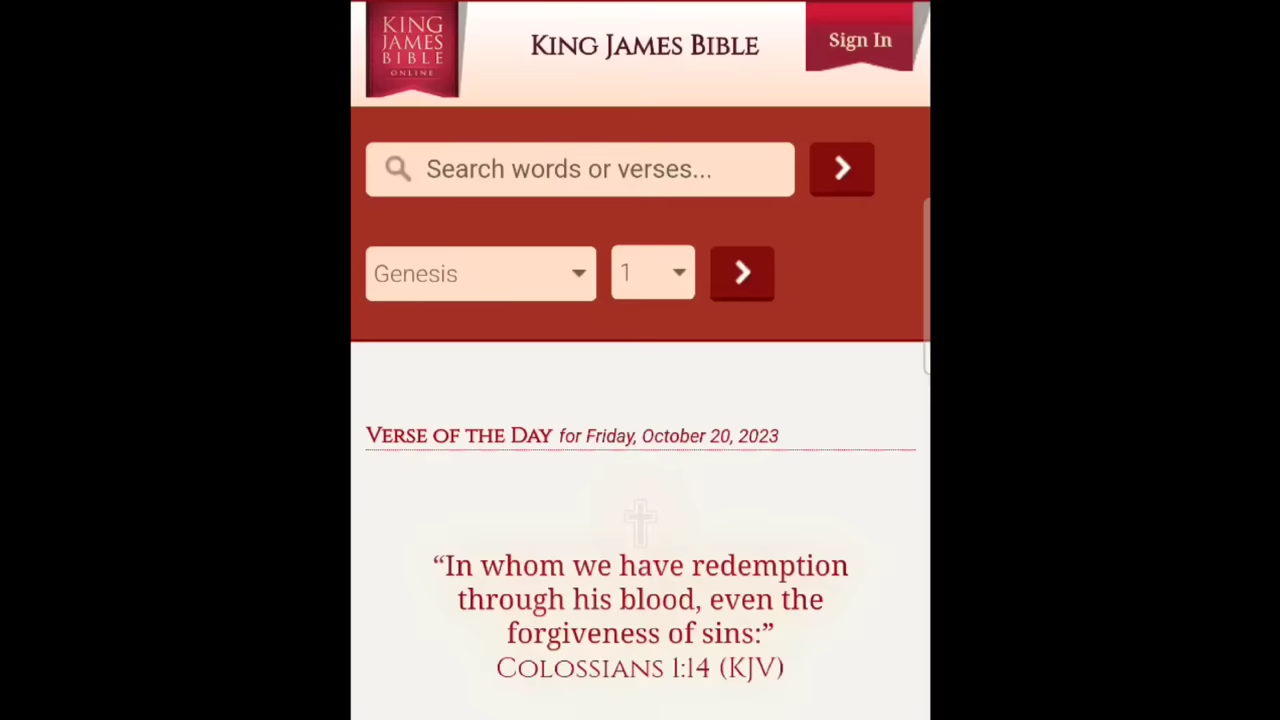 KING
JAMES
BIBLE
ONLINE
King James Bible
Sign In
Search words or verses...
Genesis
1
Verse of the Day for Friday, October 20, 2023
“In whom we have redemption
through his blood, even the
forgiveness of sins:”
Colossians 1:14 (KJV)